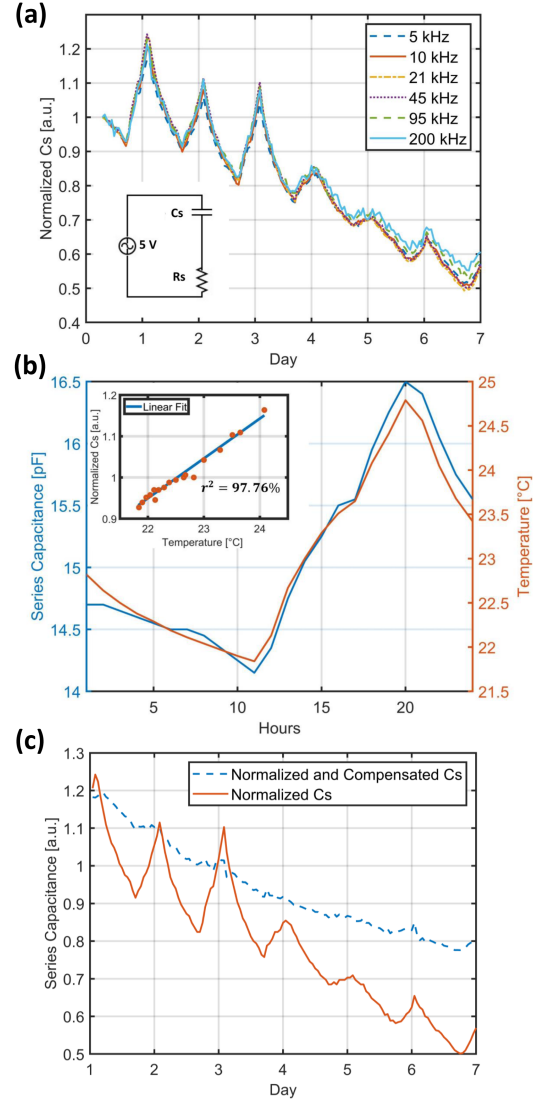 (a)
Normalized Cs [a.u.]
1.2
1.1
1
0.9
0.8
0.7
0.6
0.5
0.4
5 kHz
10 kHz
21 kHz
45 kHz
95 kHz
200 kHz
Cs
5 V
Rs
0 1 2 3 4 5 6 7
Day
(b)
Series Capacitance [pF]
16.5
16
15.5
15
14.5
14
Normalized Cs [a.u.]
1.2
1.1
1
0.9
Linear Fit
r² = 97.76%
22 23 24
Temperature [°C]
25
24.5
24
23.5
23
22.5
22
21.5
Temperature [°C]
5 10 15 20
Hours
(c)
Series Capacitance [a.u.]
1.3
1.2
1.1
1
0.9
0.8
0.7
0.6
0.5
Normalized and Compensated Cs
Normalized Cs
1 2 3 4 5 6 7
Day